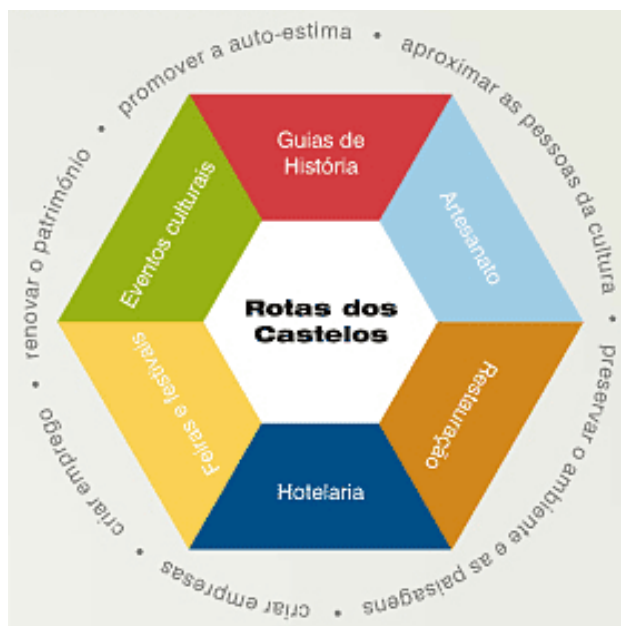 promover a auto-estima • aproximar as pessoas da cultura • preservar o ambiente e as paisagens • criar empresas • criar emprego • renovar o património •
Guias de
História
Artesanato
Restauração
Hotelaria
Feiras e festivais
Eventos culturais
Rotas dos
Castelos